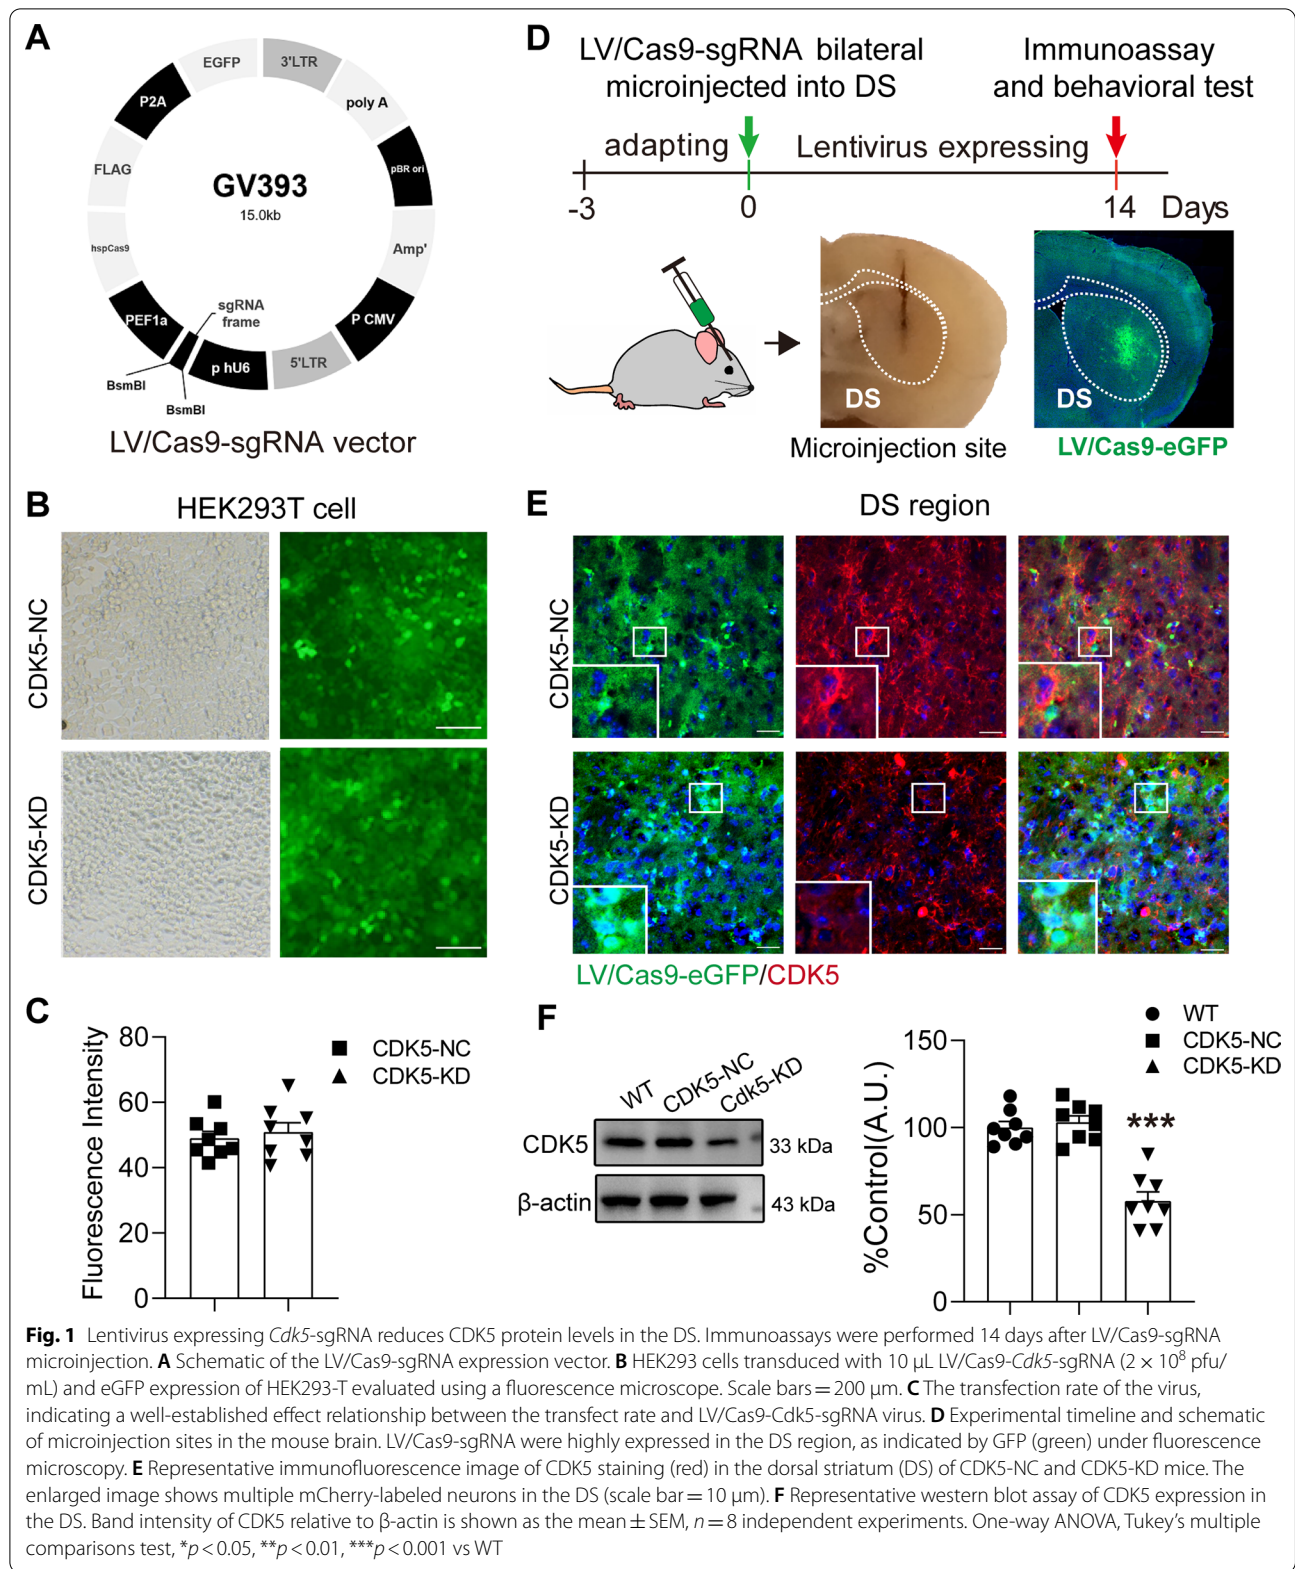 A
EGFP
3'LTR
P2A
poly A
FLAG
pBR ori
GV393
15.0kb
hspCas9
Amp'
PEF1a
sgRNA
frame
P CMV
p hU6
5'LTR
BsmBI
BsmBI
LV/Cas9-sgRNA vector
D
LV/Cas9-sgRNA bilateral
microinjected into DS
Immunoassay
and behavioral test
adapting
Lentivirus expressing
-3
0
14
Days
DS
DS
Microinjection site
LV/Cas9-eGFP
B
HEK293T cell
CDK5-NC
CDK5-KD
E
DS region
CDK5-NC
CDK5-KD
LV/Cas9-eGFP/CDK5
C
Fluorescence Intensity
80
60
40
20
0
CDK5-NC
CDK5-KD
F
WT
CDK5-NC
Cdk5-KD
CDK5
33 kDa
β-actin
43 kDa
%Control(A.U.)
150
100
50
0
WT
CDK5-NC
CDK5-KD
***
Fig. 1 Lentivirus expressing Cdk5-sgRNA reduces CDK5 protein levels in the DS. Immunoassays were performed 14 days after LV/Cas9-sgRNA
microinjection. A Schematic of the LV/Cas9-sgRNA expression vector. B HEK293 cells transduced with 10 μL LV/Cas9-Cdk5-sgRNA (2 × 10⁸ pfu/
mL) and eGFP expression of HEK293-T evaluated using a fluorescence microscope. Scale bars = 200 μm. C The transfection rate of the virus,
indicating a well-established effect relationship between the transfect rate and LV/Cas9-Cdk5-sgRNA virus. D Experimental timeline and schematic
of microinjection sites in the mouse brain. LV/Cas9-sgRNA were highly expressed in the DS region, as indicated by GFP (green) under fluorescence
microscopy. E Representative immunofluorescence image of CDK5 staining (red) in the dorsal striatum (DS) of CDK5-NC and CDK5-KD mice. The
enlarged image shows multiple mCherry-labeled neurons in the DS (scale bar = 10 μm). F Representative western blot assay of CDK5 expression in
the DS. Band intensity of CDK5 relative to β-actin is shown as the mean ± SEM, n = 8 independent experiments. One-way ANOVA, Tukey's multiple
comparisons test, *p < 0.05, **p < 0.01, ***p < 0.001 vs WT